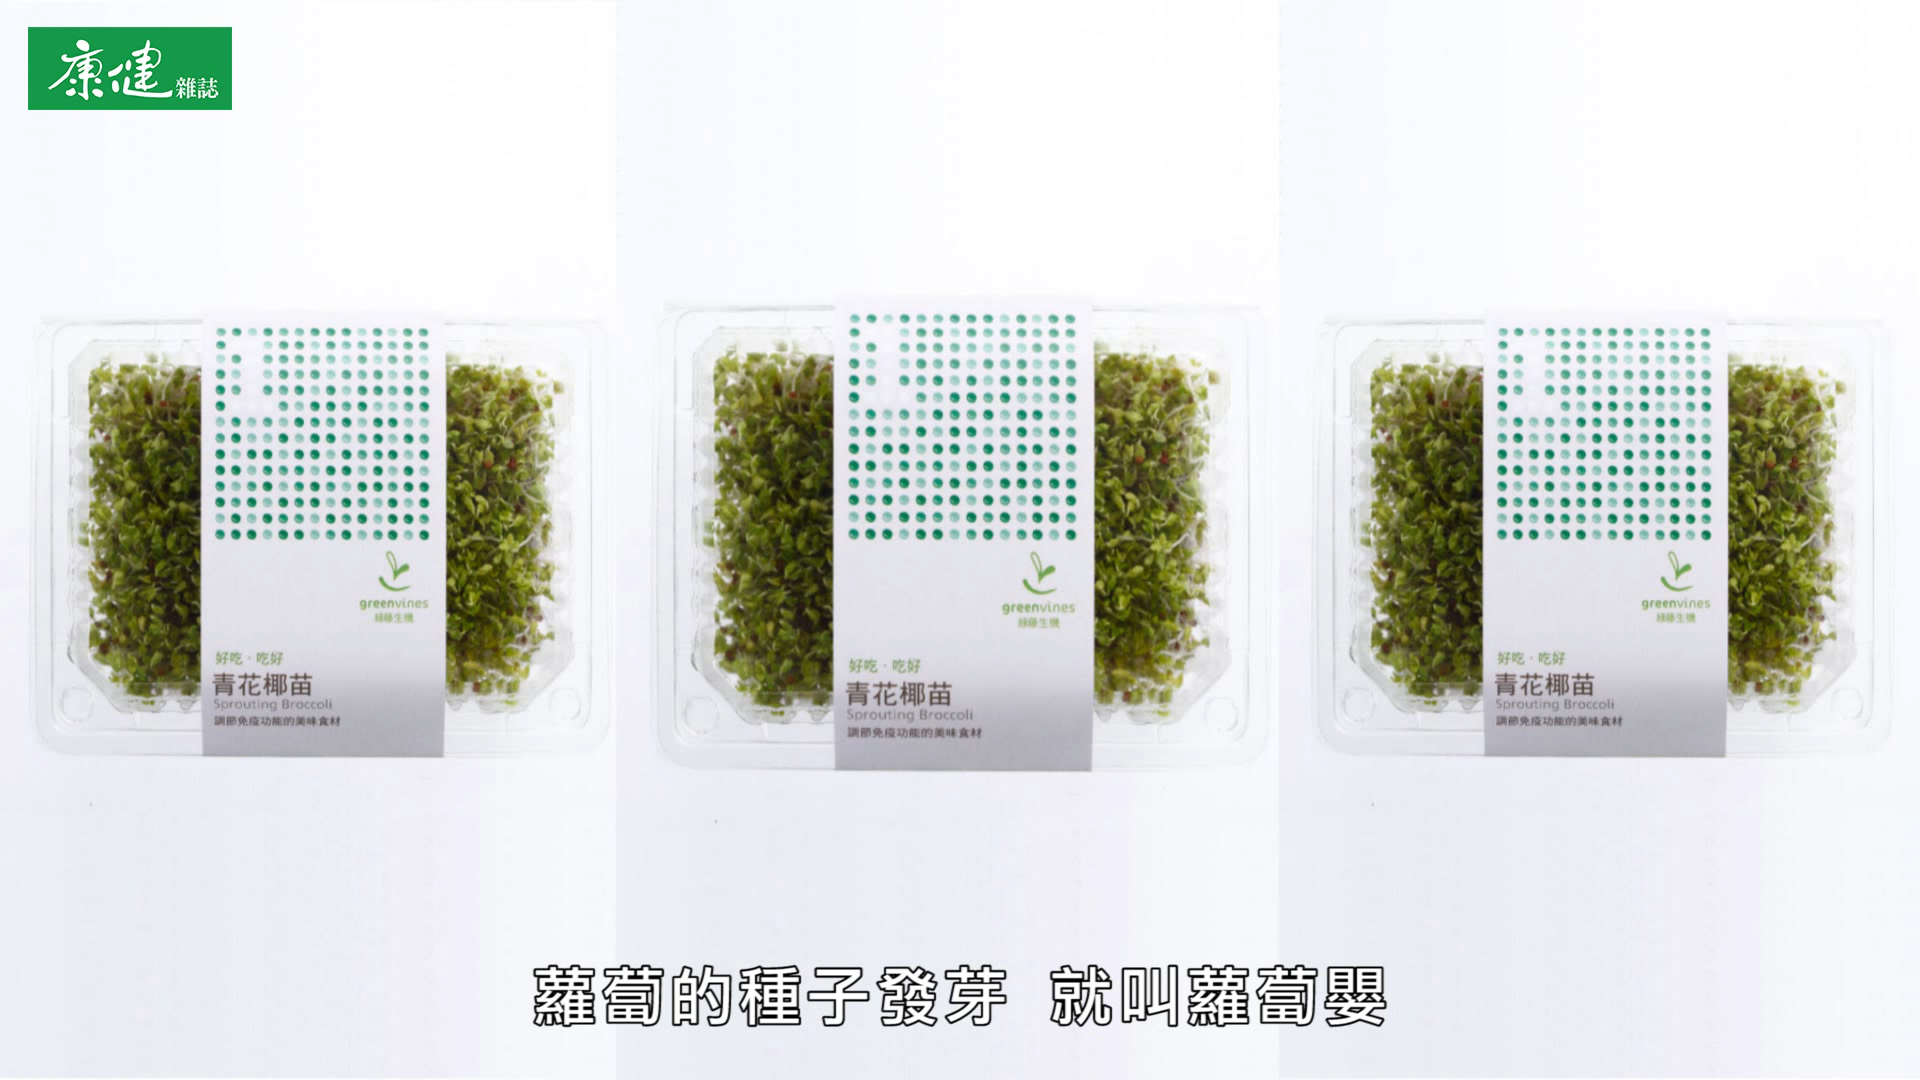 康健雜誌
greenvines
綠藤生機
好吃・吃好
青花椰苗
Sprouting Broccoli
調節免疫功能的美味食材
greenvines
綠藤生機
好吃・吃好
青花椰苗
Sprouting Broccoli
調節免疫功能的美味食材
greenvines
綠藤生機
好吃・吃好
青花椰苗
Sprouting Broccoli
調節免疫功能的美味食材
蘿蔔的種子發芽 就叫蘿蔔嬰